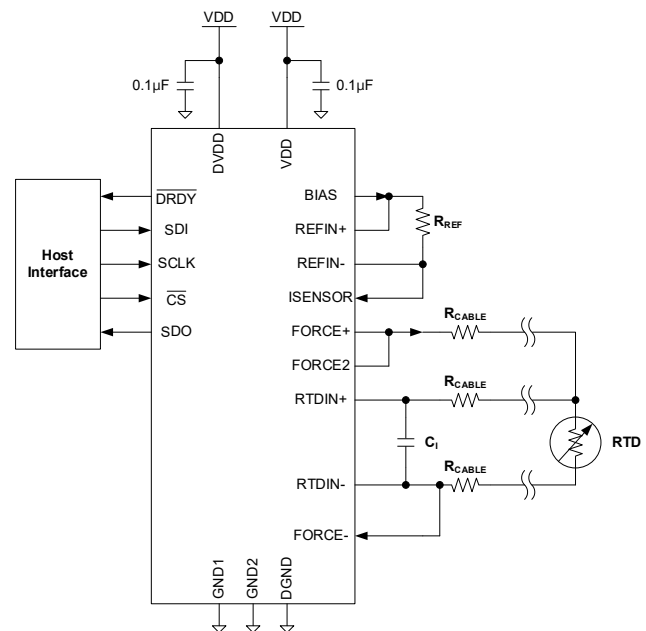 VDD
VDD
0.1µF
0.1µF
DVDD
VDD
Host
Interface
DRDY
SDI
SCLK
CS
SDO
BIAS
REFIN+
REFIN-
ISENSOR
FORCE+
FORCE2
RTDIN+
RTDIN-
FORCE-
RREF
RCABLE
RCABLE
CI
RCABLE
RTD
GND1
GND2
DGND